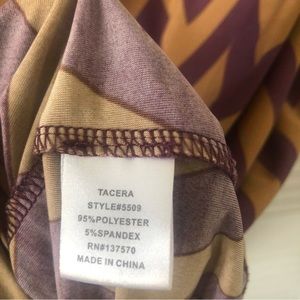 TACERA
STYLE#5509
95%POLYESTER
5%SPANDEX
RN#137570
MADE IN CHINA